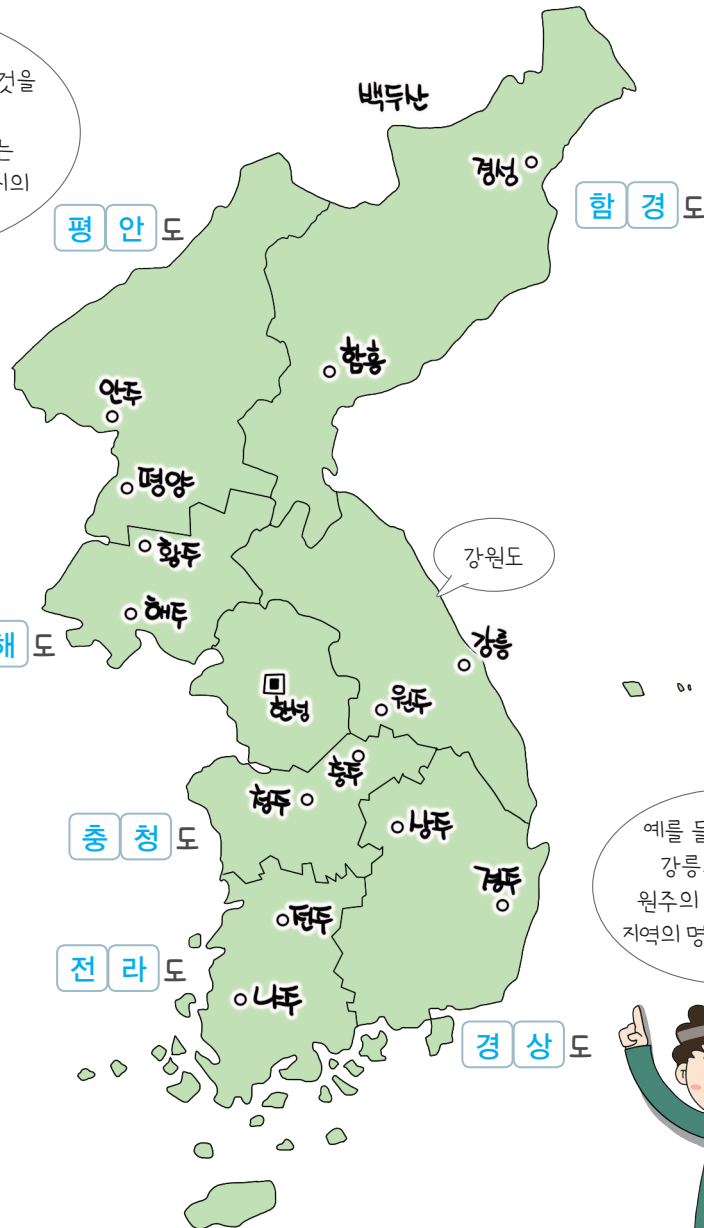 것을
는
의
백두산
경성
평 안 도
함 경 도
함흥
안주
평양
황주
강원도
해주
해 도
강릉
한성
원주
충주
청주
상주
충 청 도
예를 들
강릉
원주의
지역의 명
경주
전주
전 라 도
나주
경 상 도